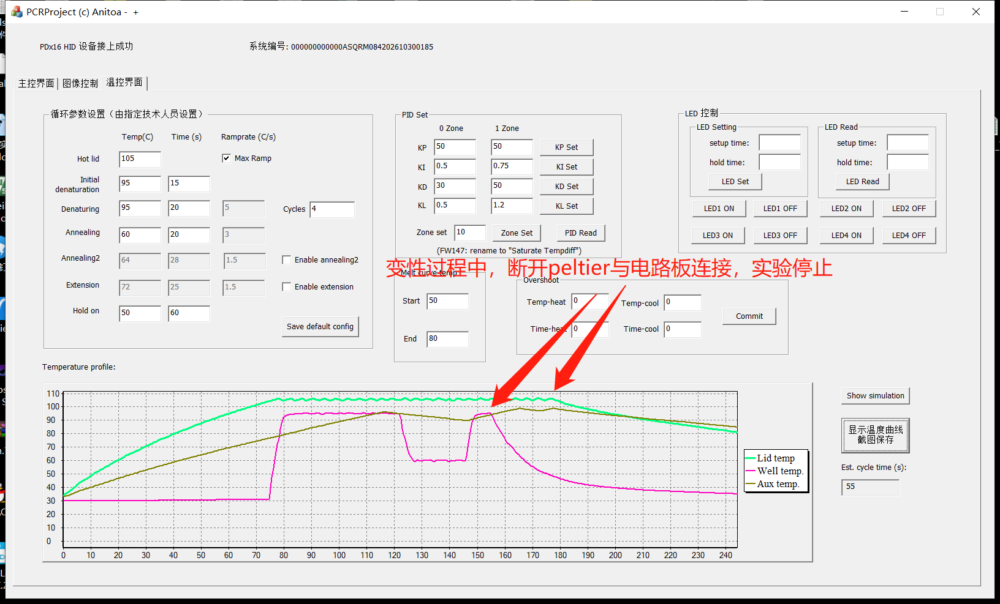 PCRProject (c) Anitoa - +
PDx16 HID 设备接上成功
系统编号: 000000000000ASQRM084202610300185
主控界面 图像控制 温控界面
循环参数设置（由指定技术人员设置）
Temp(C) Time (s) Ramprate (C/s)
Hot lid 105 Max Ramp
Initial
denaturation 95 15
Denaturing 95 20 5 Cycles 4
Annealing 60 20 3
Annealing2 64 28 1.5 Enable annealing2
Extension 72 25 1.5 Enable extension
Hold on 50 60
Save default config
PID Set
0 Zone 1 Zone
KP 50 50 KP Set
KI 0.5 0.75 KI Set
KD 30 50 KD Set
KL 0.5 1.2 KL Set
Zone set 10 Zone Set PID Read
(FW147: rename to "Saturate Tempdiff")
LED 控制
LED Setting
setup time:
hold time:
LED Set
LED Read
setup time:
hold time:
LED Read
LED1 ON LED1 OFF LED2 ON LED2 OFF
LED3 ON LED3 OFF LED4 ON LED4 OFF
变性过程中，断开peltier与电路板连接，实验停止
Melt curve temp
Start 50
End 80
Overshoot
Temp-heat 0 Temp-cool 0
Time-heat 0 Time-cool 0
Commit
Temperature profile:
110
100
90
80
70
60
50
40
30
20
10
0
0 10 20 30 40 50 60 70 80 90 100 110 120 130 140 150 160 170 180 190 200 210 220 230 240
Lid temp
Well temp.
Aux temp.
Show simulation
显示温度曲线
截图保存
Est. cycle time (s):
55